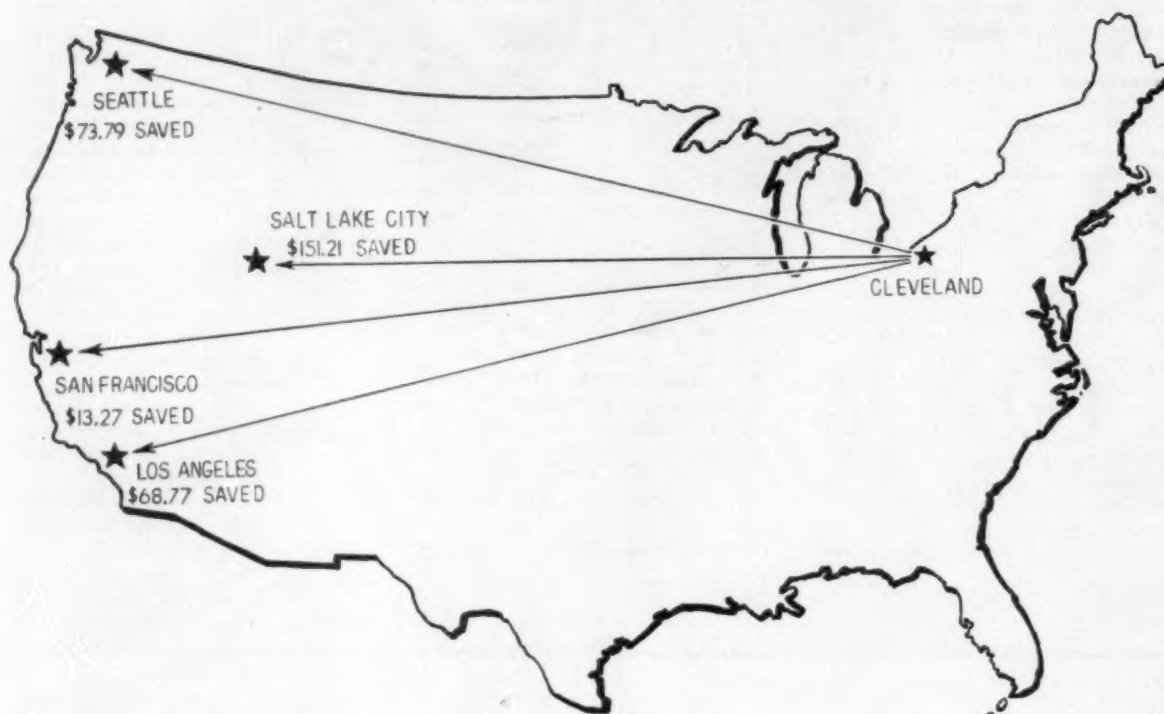 SEATTLE
$73.79 SAVED
SALT LAKE CITY
$151.21 SAVED
CLEVELAND
SAN FRANCISCO
$13.27 SAVED
LOS ANGELES
$68.77 SAVED